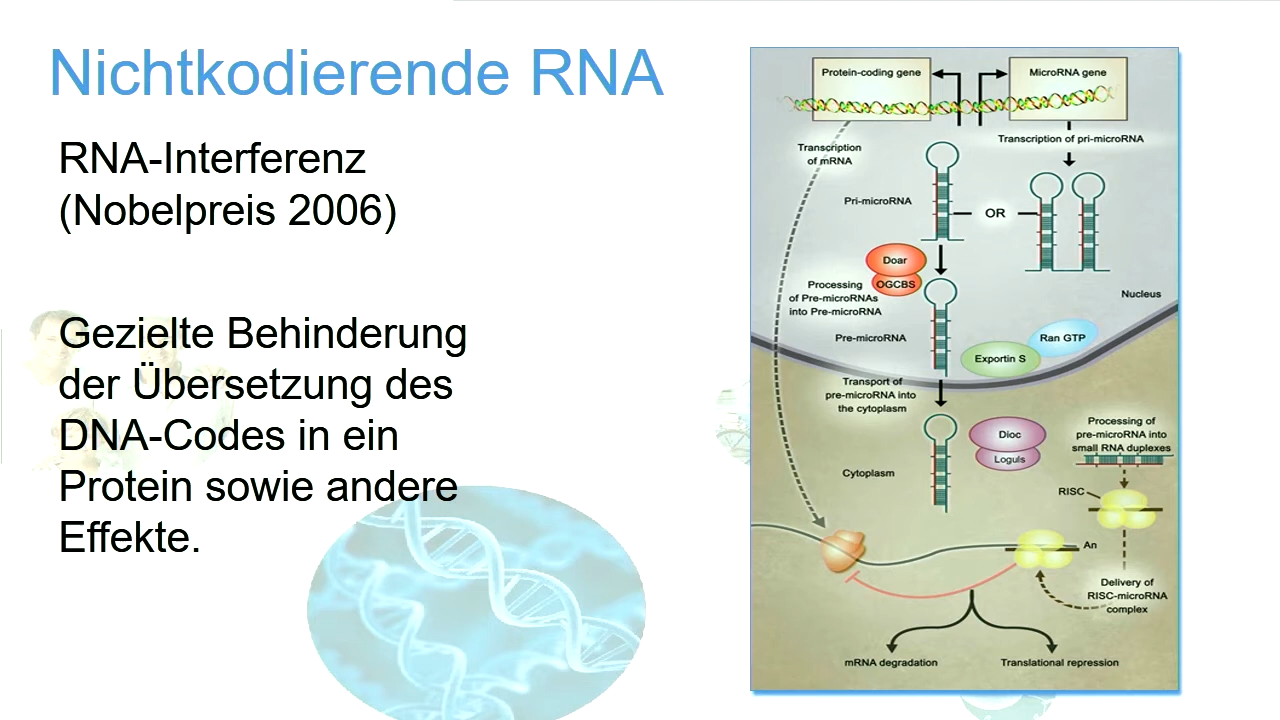 Nichtkodierende RNA
RNA-Interferenz
(Nobelpreis 2006)
Gezielte Behinderung
der Übersetzung des
DNA-Codes in ein
Protein sowie andere
Effekte.
Protein-coding gene
MicroRNA gene
Transcription
of mRNA
Transcription of pri-microRNA
Pri-microRNA
OR
Doar
OGCBS
Processing
of Pre-microRNAs
into Pre-microRNA
Nucleus
Pre-microRNA
Ran GTP
Exportin S
Transport of
pre-microRNA into
the cytoplasm
Dioc
Loguls
Processing of
pre-microRNA into
small RNA duplexes
Cytoplasm
RISC
An
Delivery of
RISC-microRNA
complex
mRNA degradation
Translational repression